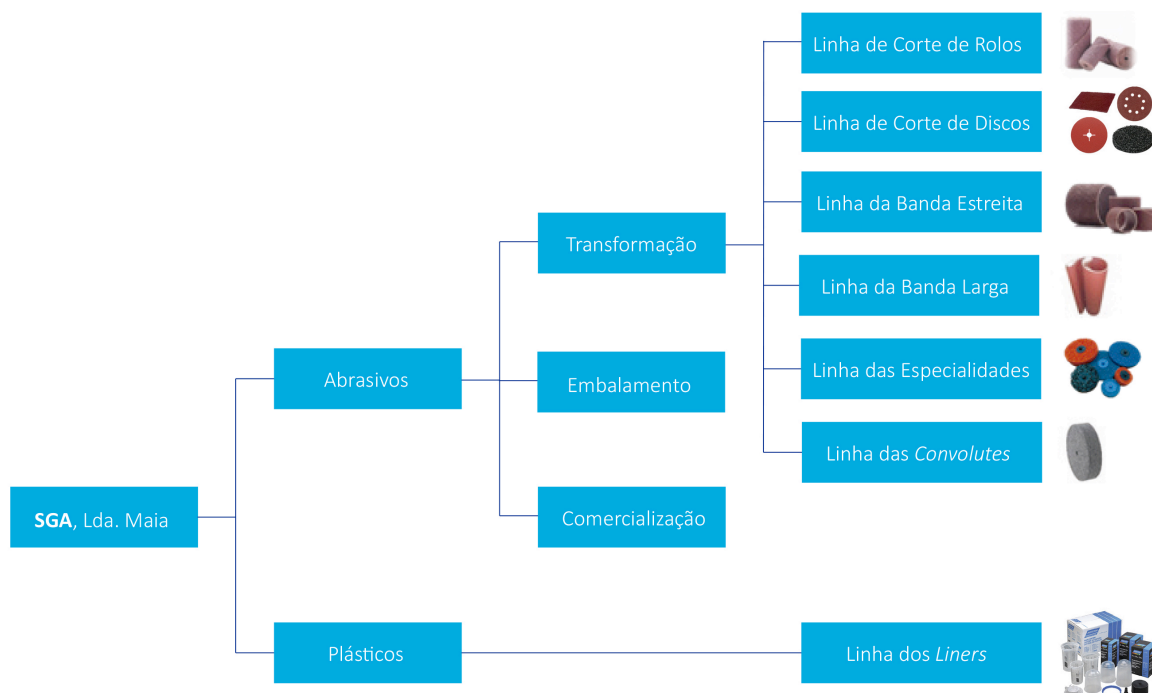 Linha de Corte de Rolos
Linha de Corte de Discos
Linha da Banda Estreita
Transformação
Linha da Banda Larga
Abrasivos
Embalamento
Linha das Especialidades
Linha das Convolutes
SGA, Lda. Maia
Comercialização
Plásticos
Linha dos Liners